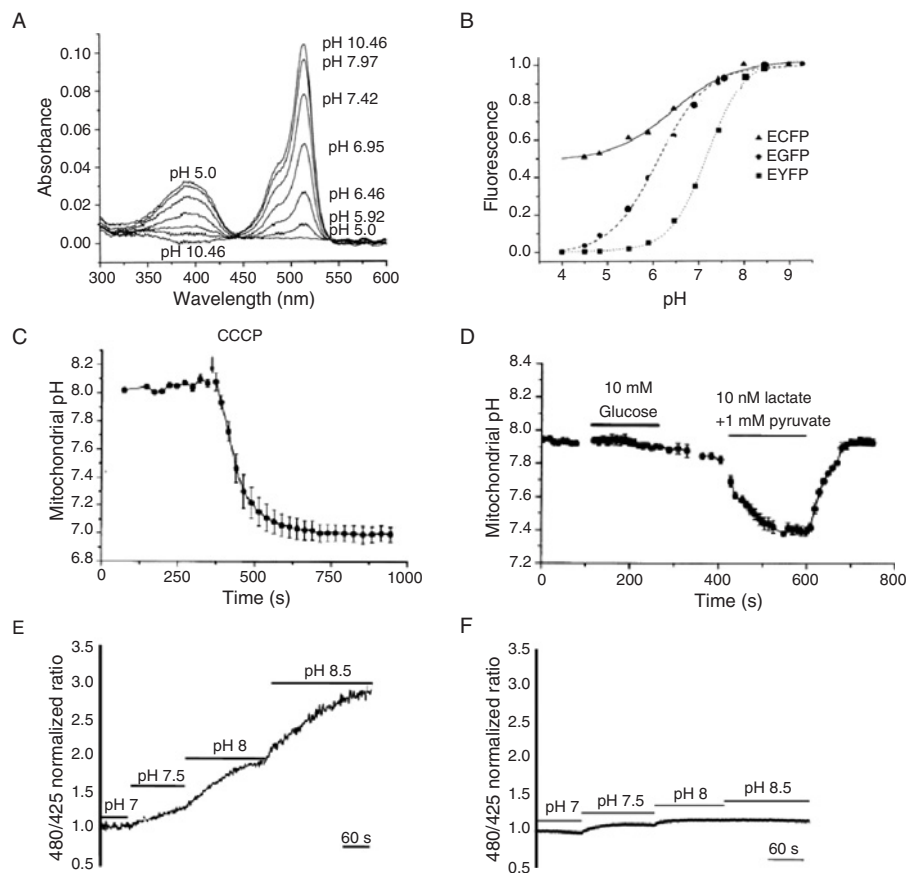 A
Absorbance
0.10
0.08
0.06
0.04
0.02
0.00
pH 5.0
pH 10.46
pH 10.46
pH 7.97
pH 7.42
pH 6.95
pH 6.46
pH 5.92
pH 5.0
300 350 400 450 500 550 600
Wavelength (nm)
B
Fluorescence
1.0
0.8
0.6
0.4
0.2
0.0
ECFP
EGFP
EYFP
4 5 6 7 8 9
pH
C
CCCP
Mitochondrial pH
8.2
8.0
7.8
7.6
7.4
7.2
7.0
6.8
0 250 500 750 1000
Time (s)
D
Mitochondrial pH
8.4
8.2
8.0
7.8
7.6
7.4
7.2
10 mM
Glucose
10 nM lactate
+1 mM pyruvate
0 200 400 600 800
Time (s)
E
480/425 normalized ratio
3.5
3.0
2.5
2.0
1.5
1.0
0.5
pH 7
pH 7.5
pH 8
pH 8.5
60 s
F
480/425 normalized ratio
3.5
3.0
2.5
2.0
1.5
1.0
0.5
pH 7
pH 7.5
pH 8
pH 8.5
60 s